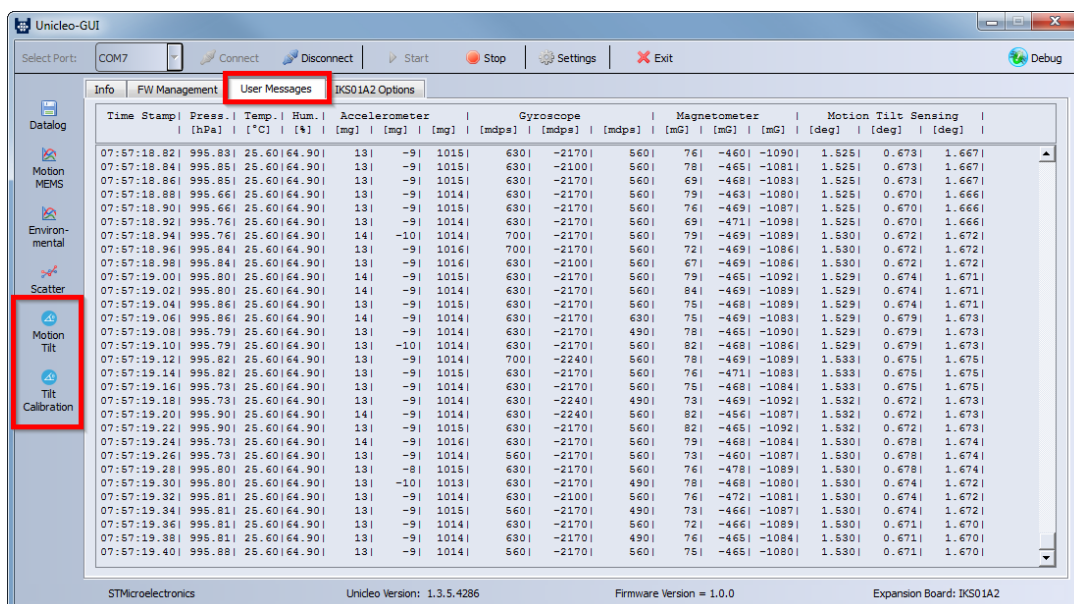 Unicleo-GUI
Select Port: COM7 Connect Disconnect Start Stop Settings Exit Debug
Info FW Management User Messages IKS01A2 Options
Datalog
Motion
MEMS
Environ-
mental
Scatter
Motion
Tilt
Tilt
Calibration
Time Stamp| Press.| Temp.| Hum.| Accelerometer | Gyroscope | Magnetometer | Motion Tilt Sensing |
| [hPa] | [°C] | [%] | [mg] | [mg] | [mg] | [mdps] | [mdps] | [mdps] | [mG] | [mG] | [mG] | [deg] | [deg] | [deg] |
07:57:18.82| 995.83| 25.60|64.90| 13| -9| 1015| 630| -2170| 560| 76| -460| -1090| 1.525| 0.673| 1.667|
07:57:18.84| 995.85| 25.60|64.90| 13| -9| 1015| 630| -2100| 560| 78| -465| -1081| 1.525| 0.673| 1.667|
07:57:18.86| 995.85| 25.60|64.90| 13| -9| 1015| 630| -2170| 560| 69| -468| -1083| 1.525| 0.673| 1.667|
07:57:18.88| 995.66| 25.60|64.90| 13| -9| 1014| 630| -2170| 560| 79| -463| -1080| 1.525| 0.670| 1.666|
07:57:18.90| 995.66| 25.60|64.90| 13| -9| 1015| 630| -2170| 560| 76| -469| -1087| 1.525| 0.670| 1.666|
07:57:18.92| 995.76| 25.60|64.90| 13| -9| 1014| 630| -2170| 560| 69| -471| -1098| 1.525| 0.670| 1.666|
07:57:18.94| 995.76| 25.60|64.90| 14| -10| 1014| 700| -2170| 560| 79| -469| -1089| 1.530| 0.672| 1.672|
07:57:18.96| 995.84| 25.60|64.90| 13| -9| 1016| 700| -2170| 560| 72| -469| -1086| 1.530| 0.672| 1.672|
07:57:18.98| 995.84| 25.60|64.90| 13| -9| 1016| 630| -2100| 560| 67| -469| -1086| 1.530| 0.672| 1.672|
07:57:19.00| 995.80| 25.60|64.90| 14| -9| 1015| 630| -2170| 560| 79| -465| -1092| 1.529| 0.674| 1.671|
07:57:19.02| 995.80| 25.60|64.90| 14| -9| 1014| 630| -2170| 560| 84| -469| -1089| 1.529| 0.674| 1.671|
07:57:19.04| 995.86| 25.60|64.90| 13| -9| 1015| 630| -2170| 560| 75| -468| -1089| 1.529| 0.674| 1.671|
07:57:19.06| 995.86| 25.60|64.90| 14| -9| 1014| 630| -2170| 630| 75| -469| -1083| 1.529| 0.679| 1.673|
07:57:19.08| 995.79| 25.60|64.90| 13| -9| 1014| 630| -2170| 490| 78| -465| -1090| 1.529| 0.679| 1.673|
07:57:19.10| 995.79| 25.60|64.90| 13| -10| 1014| 630| -2170| 560| 82| -468| -1086| 1.529| 0.679| 1.673|
07:57:19.12| 995.82| 25.60|64.90| 13| -9| 1014| 700| -2240| 560| 78| -469| -1089| 1.533| 0.675| 1.675|
07:57:19.14| 995.82| 25.60|64.90| 13| -9| 1015| 630| -2170| 560| 76| -471| -1083| 1.533| 0.675| 1.675|
07:57:19.16| 995.73| 25.60|64.90| 13| -9| 1014| 630| -2170| 560| 75| -468| -1084| 1.533| 0.675| 1.675|
07:57:19.18| 995.73| 25.60|64.90| 13| -9| 1014| 630| -2240| 490| 73| -469| -1092| 1.532| 0.672| 1.673|
07:57:19.20| 995.90| 25.60|64.90| 14| -9| 1014| 630| -2240| 560| 82| -456| -1087| 1.532| 0.672| 1.673|
07:57:19.22| 995.90| 25.60|64.90| 13| -9| 1015| 630| -2170| 560| 82| -465| -1092| 1.532| 0.672| 1.673|
07:57:19.24| 995.73| 25.60|64.90| 14| -9| 1016| 630| -2170| 560| 79| -468| -1084| 1.530| 0.678| 1.674|
07:57:19.26| 995.73| 25.60|64.90| 13| -9| 1014| 560| -2170| 560| 73| -460| -1087| 1.530| 0.678| 1.674|
07:57:19.28| 995.80| 25.60|64.90| 13| -8| 1015| 630| -2170| 560| 76| -478| -1089| 1.530| 0.678| 1.674|
07:57:19.30| 995.80| 25.60|64.90| 13| -10| 1013| 630| -2170| 490| 78| -468| -1080| 1.530| 0.674| 1.672|
07:57:19.32| 995.81| 25.60|64.90| 13| -9| 1014| 630| -2100| 560| 76| -472| -1081| 1.530| 0.674| 1.672|
07:57:19.34| 995.81| 25.60|64.90| 13| -9| 1015| 560| -2170| 490| 73| -466| -1087| 1.530| 0.674| 1.672|
07:57:19.36| 995.81| 25.60|64.90| 13| -9| 1014| 630| -2170| 560| 72| -466| -1089| 1.530| 0.671| 1.670|
07:57:19.38| 995.81| 25.60|64.90| 13| -9| 1014| 630| -2170| 490| 76| -465| -1084| 1.530| 0.671| 1.670|
07:57:19.40| 995.88| 25.60|64.90| 13| -9| 1014| 560| -2170| 560| 75| -465| -1080| 1.530| 0.671| 1.670|
STMicroelectronics Unicleo Version: 1.3.5.4286 Firmware Version = 1.0.0 Expansion Board: IKS01A2